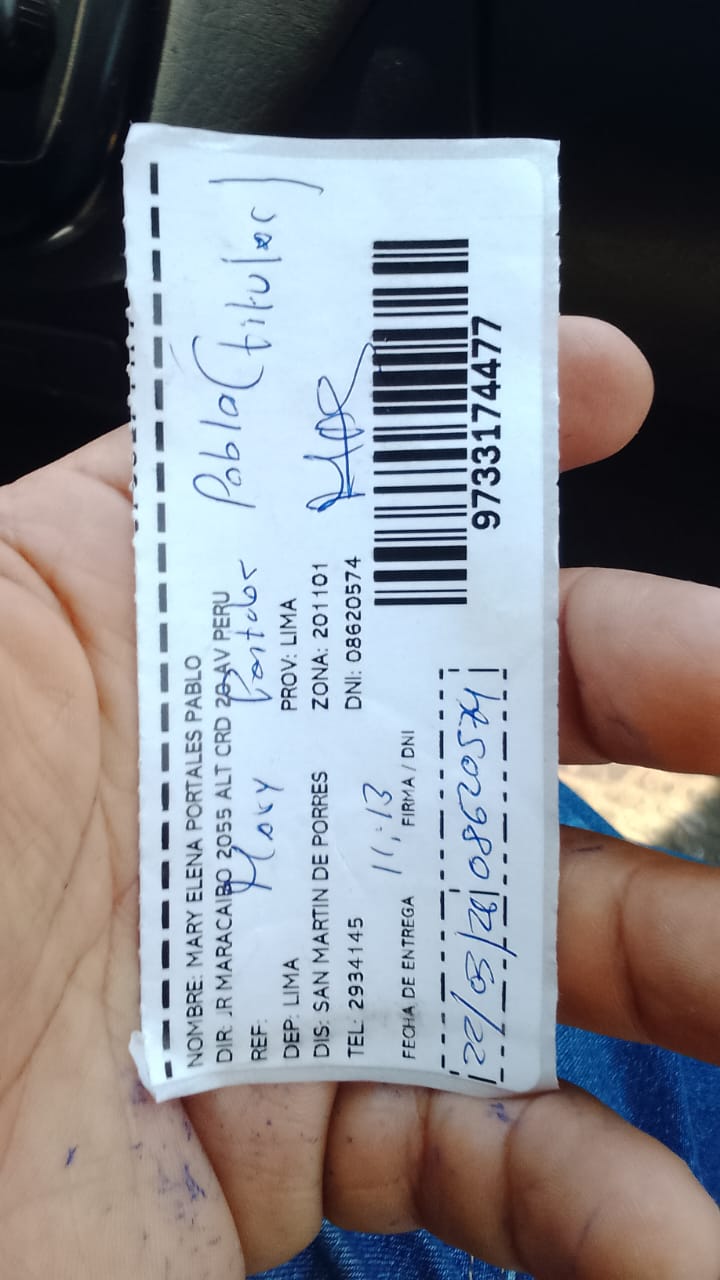 NOMBRE: MARY ELENA PORTALES PABLO
DIR: JR MARACAIBO 2055 ALT CRD 20 AV PERU
REF:
Mary Portales Pablo (titular)
DEP: LIMA PROV: LIMA
DIS: SAN MARTIN DE PORRES ZONA: 201101
TEL: 2934145 DNI: 08620574
11:13
FECHA DE ENTREGA FIRMA / DNI
22/03/26 08620574
9733174477